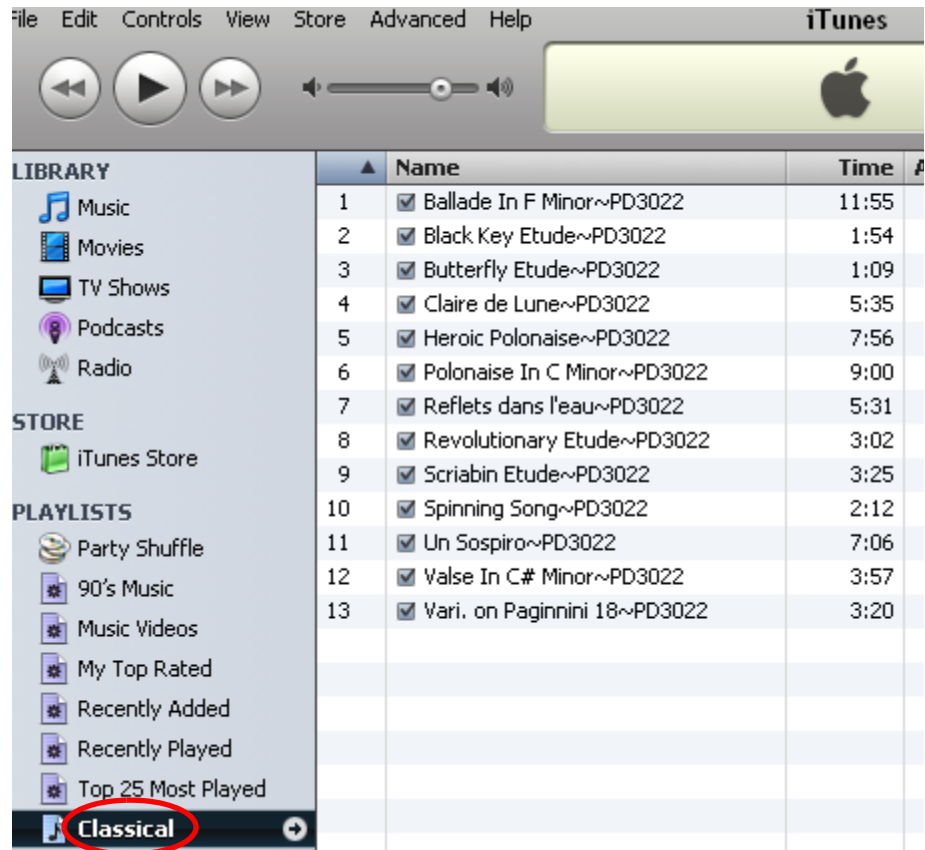 File Edit Controls View Store Advanced Help iTunes
LIBRARY
Music
Movies
TV Shows
Podcasts
Radio
STORE
iTunes Store
PLAYLISTS
Party Shuffle
90's Music
Music Videos
My Top Rated
Recently Added
Recently Played
Top 25 Most Played
Classical
Name Time
1 Ballade In F Minor~PD3022 11:55
2 Black Key Etude~PD3022 1:54
3 Butterfly Etude~PD3022 1:09
4 Claire de Lune~PD3022 5:35
5 Heroic Polonaise~PD3022 7:56
6 Polonaise In C Minor~PD3022 9:00
7 Reflets dans l'eau~PD3022 5:31
8 Revolutionary Etude~PD3022 3:02
9 Scriabin Etude~PD3022 3:25
10 Spinning Song~PD3022 2:12
11 Un Sospiro~PD3022 7:06
12 Valse In C# Minor~PD3022 3:57
13 Vari. on Paginnini 18~PD3022 3:20